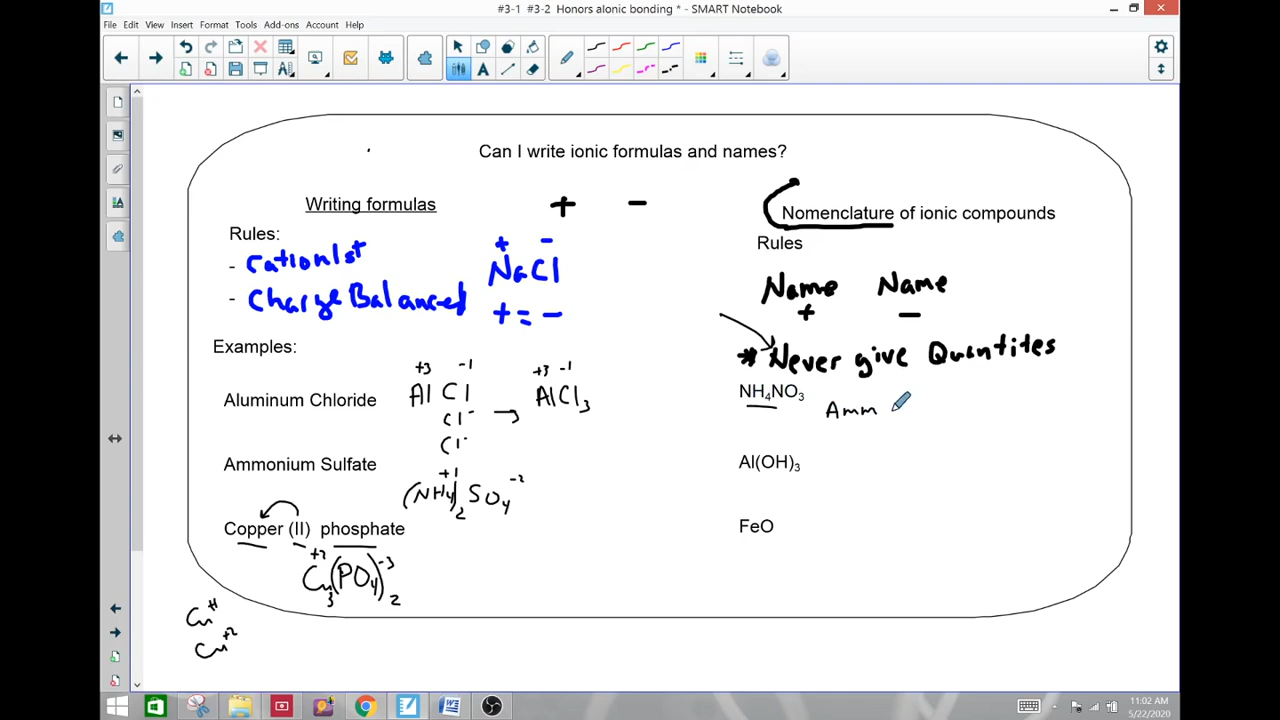 #3-1 #3-2 Honors aIonic bonding * - SMART Notebook
File Edit View Insert Format Tools Add-ons Account Help
Can I write ionic formulas and names?
Writing formulas
+ -
Nomenclature of ionic compounds
Rules:
- Cation 1st
- Charge Balanced
+ -
NaCl
+ = -
Rules
Name Name
+ -
* Never give Quantites
Examples:
Aluminum Chloride
+3 -1
Al Cl
Cl-
Cl-
→
+3 -1
AlCl3
Ammonium Sulfate
+1 -2
(NH4)2 SO4
Copper (II) phosphate
+2 -3
Cu3(PO4)2
Cu+1
Cu+2
NH4NO3
Amm
Al(OH)3
FeO
11:02 AM
5/22/2020